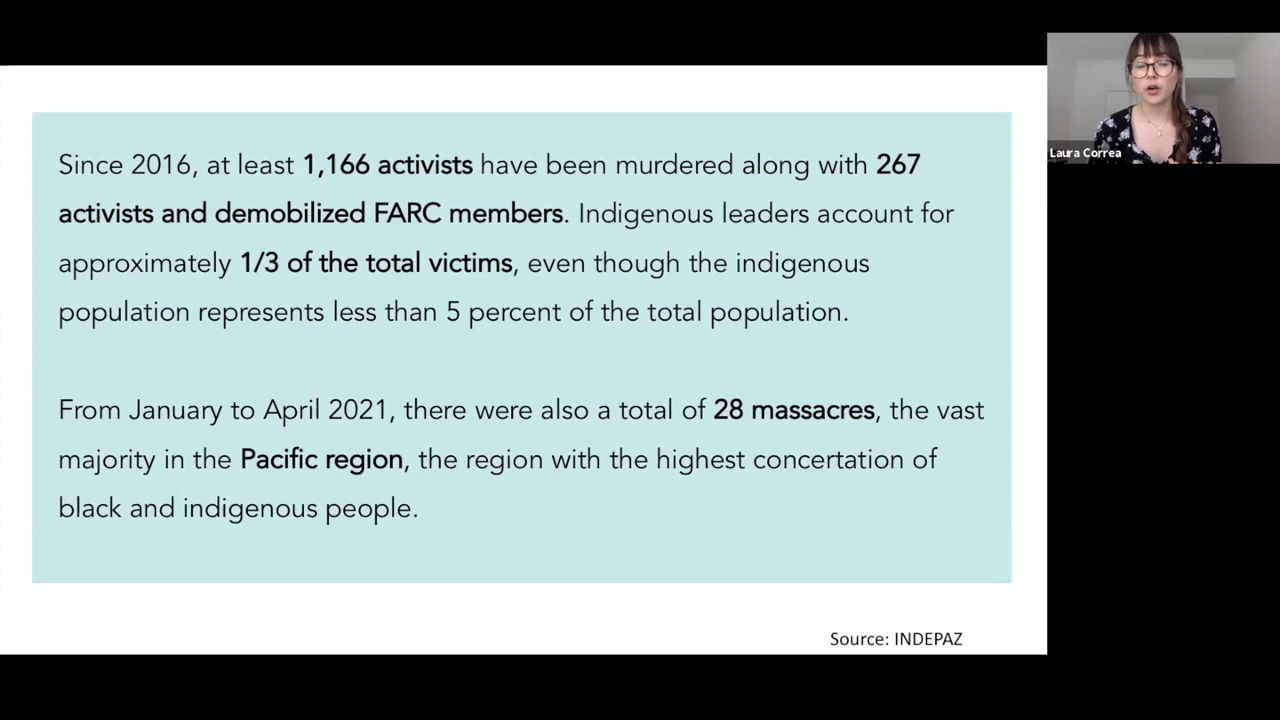 Since 2016, at least 1,166 activists have been murdered along with 267
activists and demobilized FARC members. Indigenous leaders account for
approximately 1/3 of the total victims, even though the indigenous
population represents less than 5 percent of the total population.
From January to April 2021, there were also a total of 28 massacres, the vast
majority in the Pacific region, the region with the highest concertation of
black and indigenous people.
Source: INDEPAZ
Laura Correa